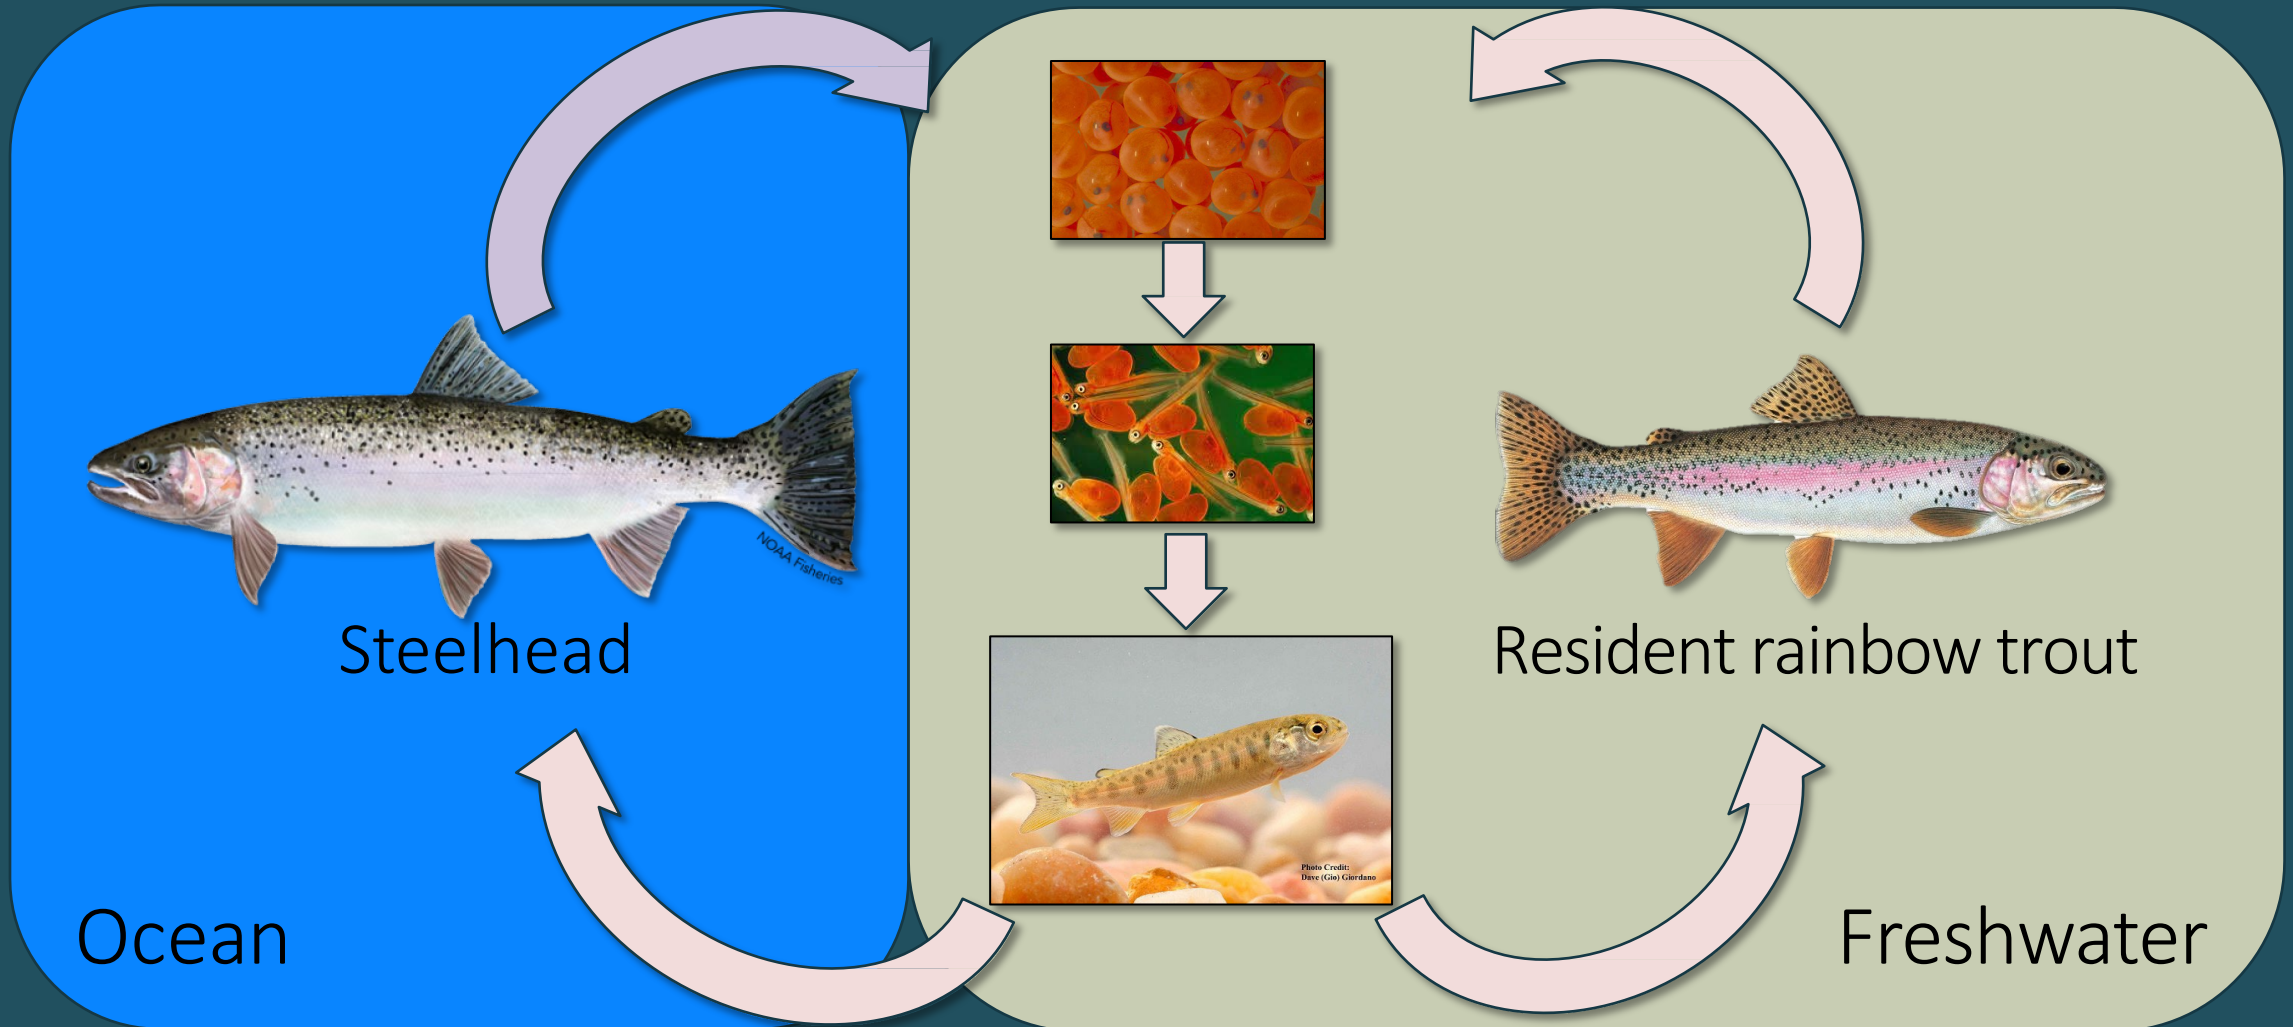 NOAA Fisheries
Steelhead
Resident rainbow trout
Photo Credit:
Dave (Gio) Giordano
Ocean
Freshwater